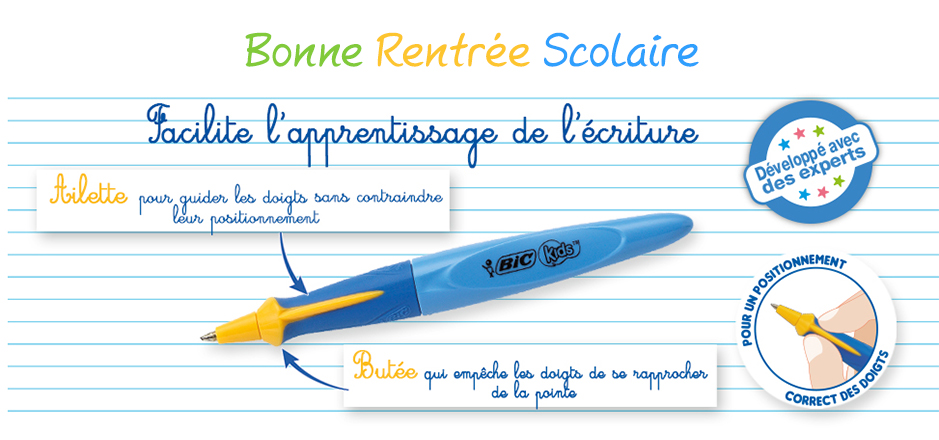 Bonne Rentrée Scolaire
Facilite l'apprentissage de l'écriture
Développé avec
des experts
Ailette pour guider les doigts sans contraindre
leur positionnement
BIC Kids™
POUR UN POSITIONNEMENT
CORRECT DES DOIGTS
Butée qui empêche les doigts de se rapprocher
de la pointe